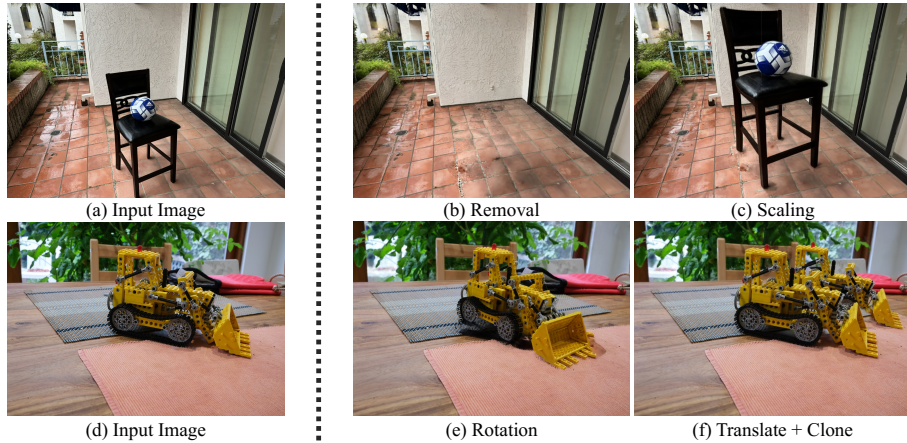 (a) Input Image
(b) Removal
(c) Scaling
(d) Input Image
(e) Rotation
(f) Translate + Clone